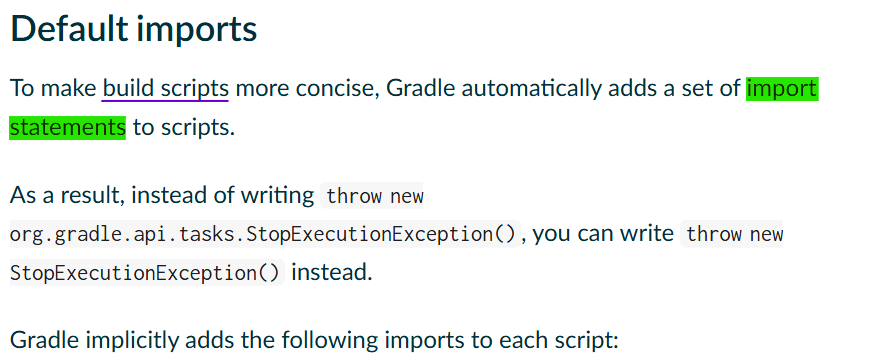 Default imports
To make build scripts more concise, Gradle automatically adds a set of import
statements to scripts.
As a result, instead of writing throw new
org.gradle.api.tasks.StopExecutionException(), you can write throw new
StopExecutionException() instead.
Gradle implicitly adds the following imports to each script: